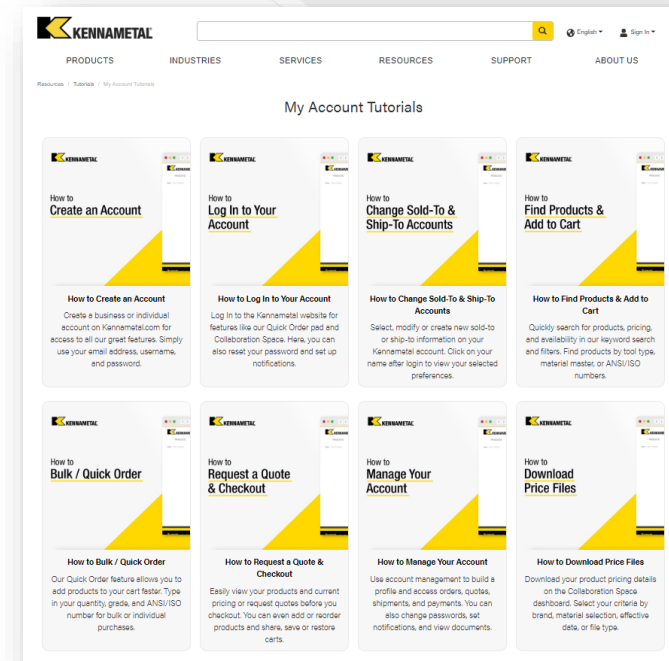 KENNAMETAL
English
Sign In
PRODUCTS INDUSTRIES SERVICES RESOURCES SUPPORT ABOUT US
Resources / Tutorials / My Account Tutorials
My Account Tutorials
KENNAMETAL
How to
Create an Account
How to Create an Account
Create a business or individual
account on Kennametal.com for
access to all our great features. Simply
use your email address, username,
and password.
KENNAMETAL
How to
Log In to Your
Account
How to Log In to Your Account
Log In to the Kennametal website for
features like our Quick Order pad and
Collaboration Space. Here, you can
also reset your password and set up
notifications.
KENNAMETAL
How to
Change Sold-To &
Ship-To Accounts
How to Change Sold-To & Ship-To
Accounts
Select, modify or create new sold-to
or ship-to information on your
Kennametal account. Click on your
name after login to view your selected
preferences.
KENNAMETAL
How to
Find Products &
Add to Cart
How to Find Products & Add to
Cart
Quickly search for products, pricing,
and availability in our keyword search
and filters. Find products by tool type,
material master, or ANSI/ISO
numbers.
KENNAMETAL
How to
Bulk / Quick Order
How to Bulk / Quick Order
Our Quick Order feature allows you to
add products to your cart faster. Type
in your quantity, grade, and ANSI/ISO
number for bulk or individual
purchases.
KENNAMETAL
How to
Request a Quote
& Checkout
How to Request a Quote &
Checkout
Easily view your products and current
pricing or request quotes before you
checkout. You can even add or reorder
products and share, save or restore
carts.
KENNAMETAL
How to
Manage Your
Account
How to Manage Your Account
Use account management to build a
profile and access orders, quotes,
shipments, and payments. You can
also change passwords, set
notifications, and view documents.
KENNAMETAL
How to
Download
Price Files
How to Download Price Files
Download your product pricing details
on the Collaboration Space
dashboard. Select your criteria by
brand, material selection, effective
date, or file type.